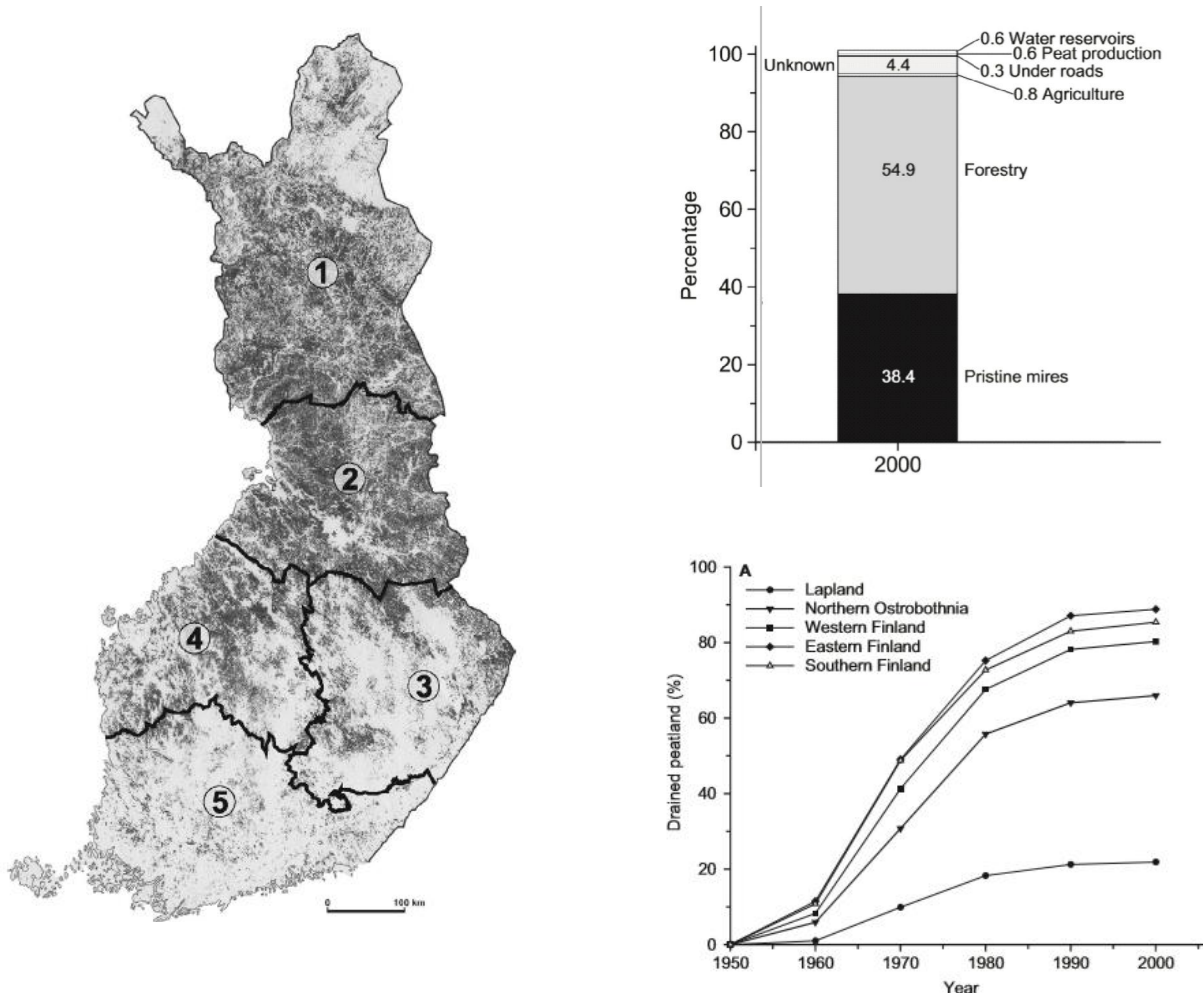 1
2
4
3
5
0 100 km
100
80
60
40
20
0
Percentage
Unknown
4.4
54.9
38.4
0.6 Water reservoirs
0.6 Peat production
0.3 Under roads
0.8 Agriculture
Forestry
Pristine mires
2000
A
Lapland
Northern Ostrobothnia
Western Finland
Eastern Finland
Southern Finland
100
80
60
40
20
0
Drained peatland (%)
1950 1960 1970 1980 1990 2000
Year